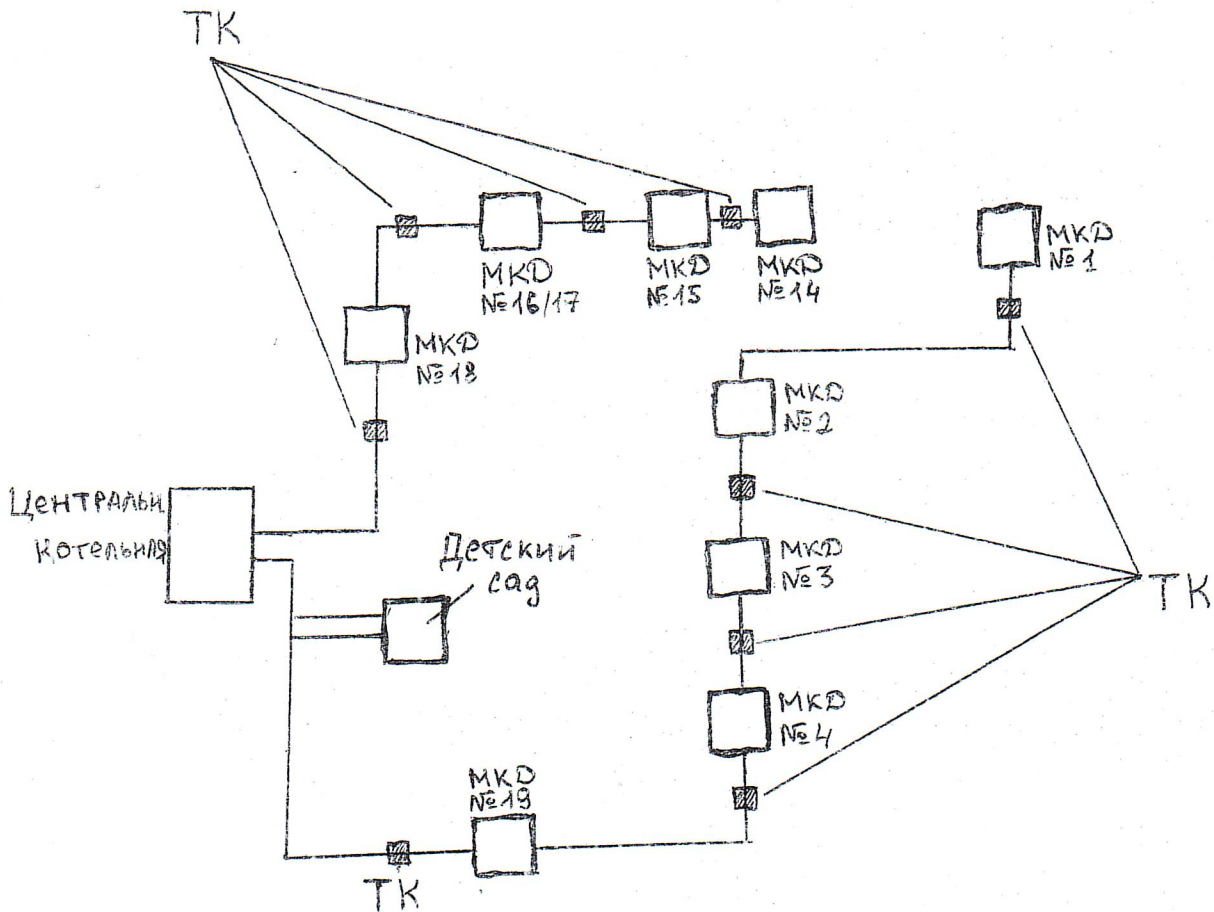 ТК
МКД
№16/17
МКД
№15
МКД
№14
МКД
№1
МКД
№18
МКД
№2
Центральн
котельная
Детский
сад
МКД
№3
ТК
МКД
№4
МКД
№19
ТК